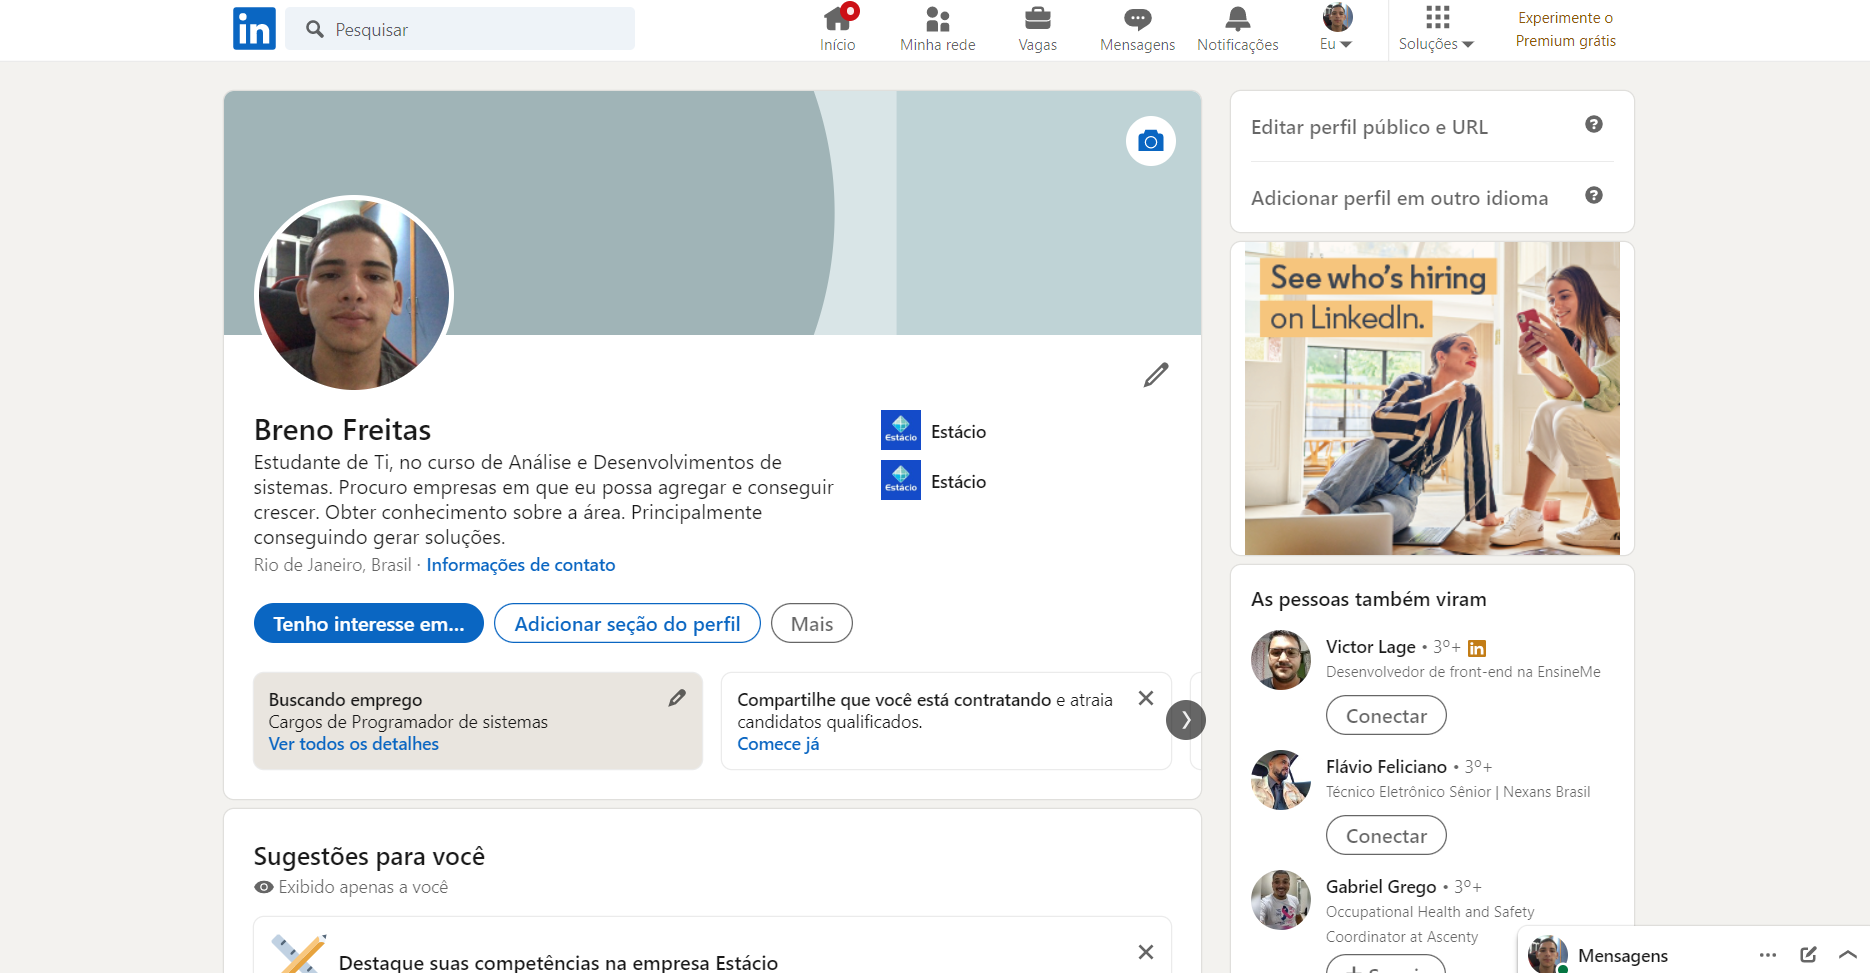 in
Pesquisar
Início
Minha rede
Vagas
Mensagens
Notificações
Eu
Soluções
Experimente o
Premium grátis
Breno Freitas
Estudante de Ti, no curso de Análise e Desenvolvimentos de
sistemas. Procuro empresas em que eu possa agregar e conseguir
crescer. Obter conhecimento sobre a área. Principalmente
conseguindo gerar soluções.
Rio de Janeiro, Brasil · Informações de contato
Estácio Estácio
Estácio Estácio
Tenho interesse em...
Adicionar seção do perfil
Mais
Buscando emprego
Cargos de Programador de sistemas
Ver todos os detalhes
Compartilhe que você está contratando e atraia
candidatos qualificados.
Comece já
Sugestões para você
Exibido apenas a você
Destaque suas competências na empresa Estácio
Editar perfil público e URL
Adicionar perfil em outro idioma
See who's hiring
on LinkedIn.
As pessoas também viram
Victor Lage • 3º+ in
Desenvolvedor de front-end na EnsineMe
Conectar
Flávio Feliciano • 3º+
Técnico Eletrônico Sênior | Nexans Brasil
Conectar
Gabriel Grego • 3º+
Occupational Health and Safety
Coordinator at Ascenty
Mensagens